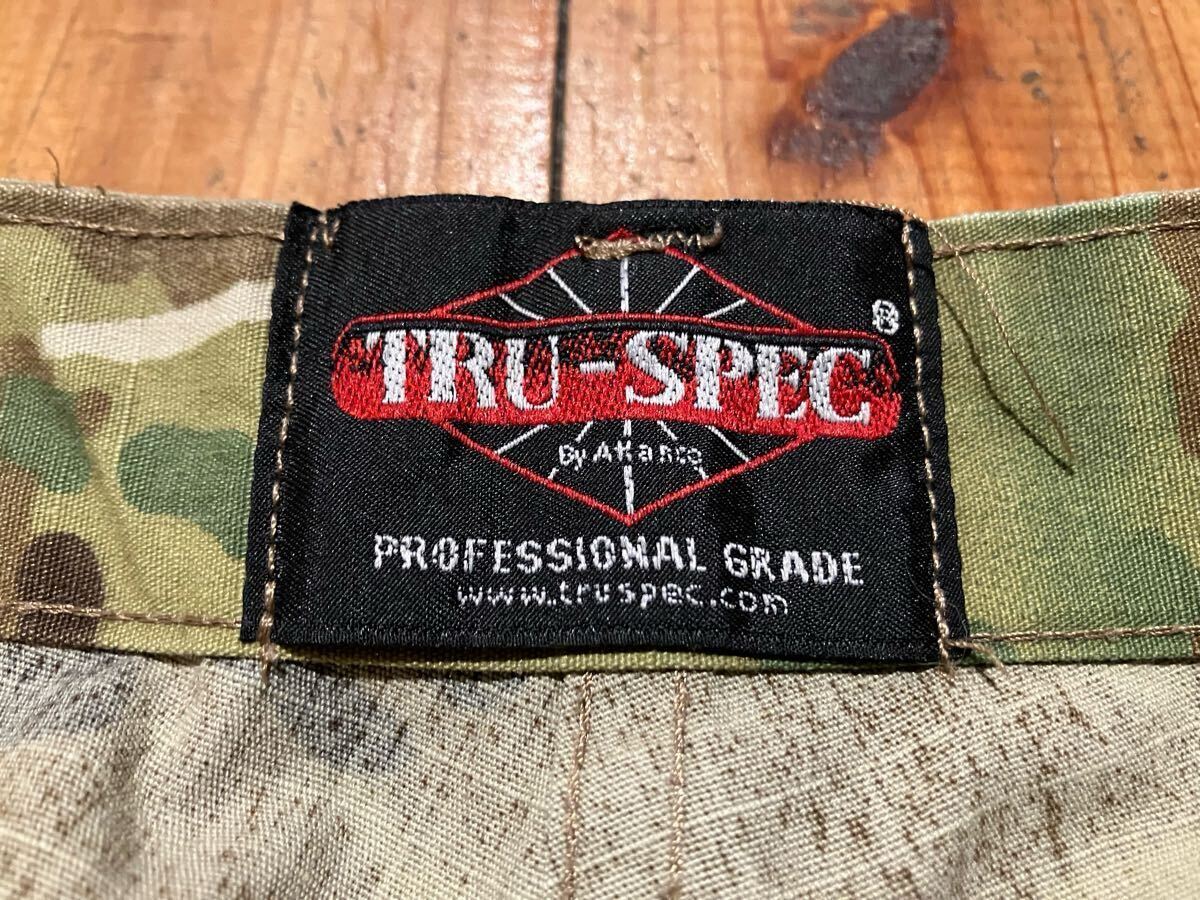 TRU-SPEC®
By Atlanco
PROFESSIONAL GRADE
www.truspec.com